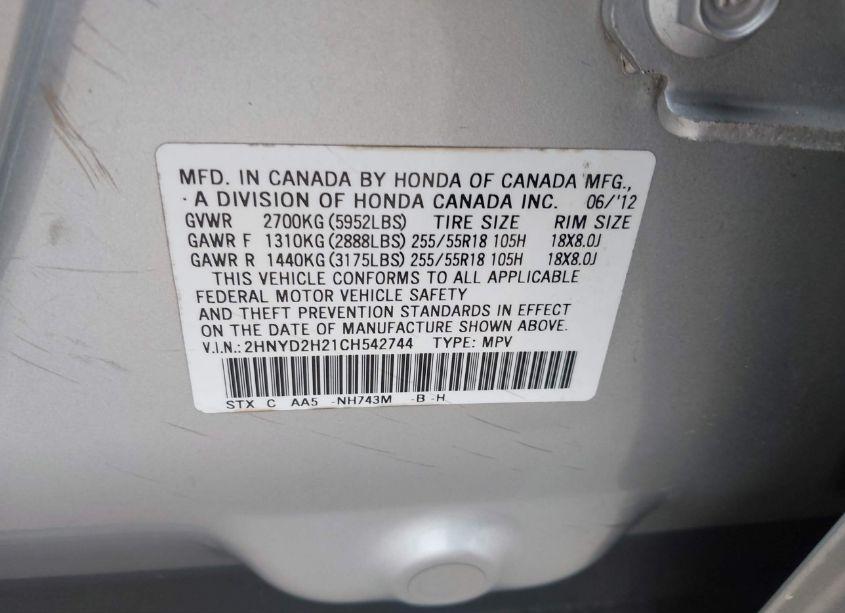 MFD. IN CANADA BY HONDA OF CANADA MFG.,
A DIVISION OF HONDA CANADA INC. 06/'12
GVWR 2700KG (5952LBS) TIRE SIZE RIM SIZE
GAWR F 1310KG (2888LBS) 255/55R18 105H 18X8.0J
GAWR R 1440KG (3175LBS) 255/55R18 105H 18X8.0J
THIS VEHICLE CONFORMS TO ALL APPLICABLE
FEDERAL MOTOR VEHICLE SAFETY
AND THEFT PREVENTION STANDARDS IN EFFECT
ON THE DATE OF MANUFACTURE SHOWN ABOVE.
V.I.N.: 2HNYD2H21CH542744 TYPE: MPV
STX C AA5 -NH743M -B -H